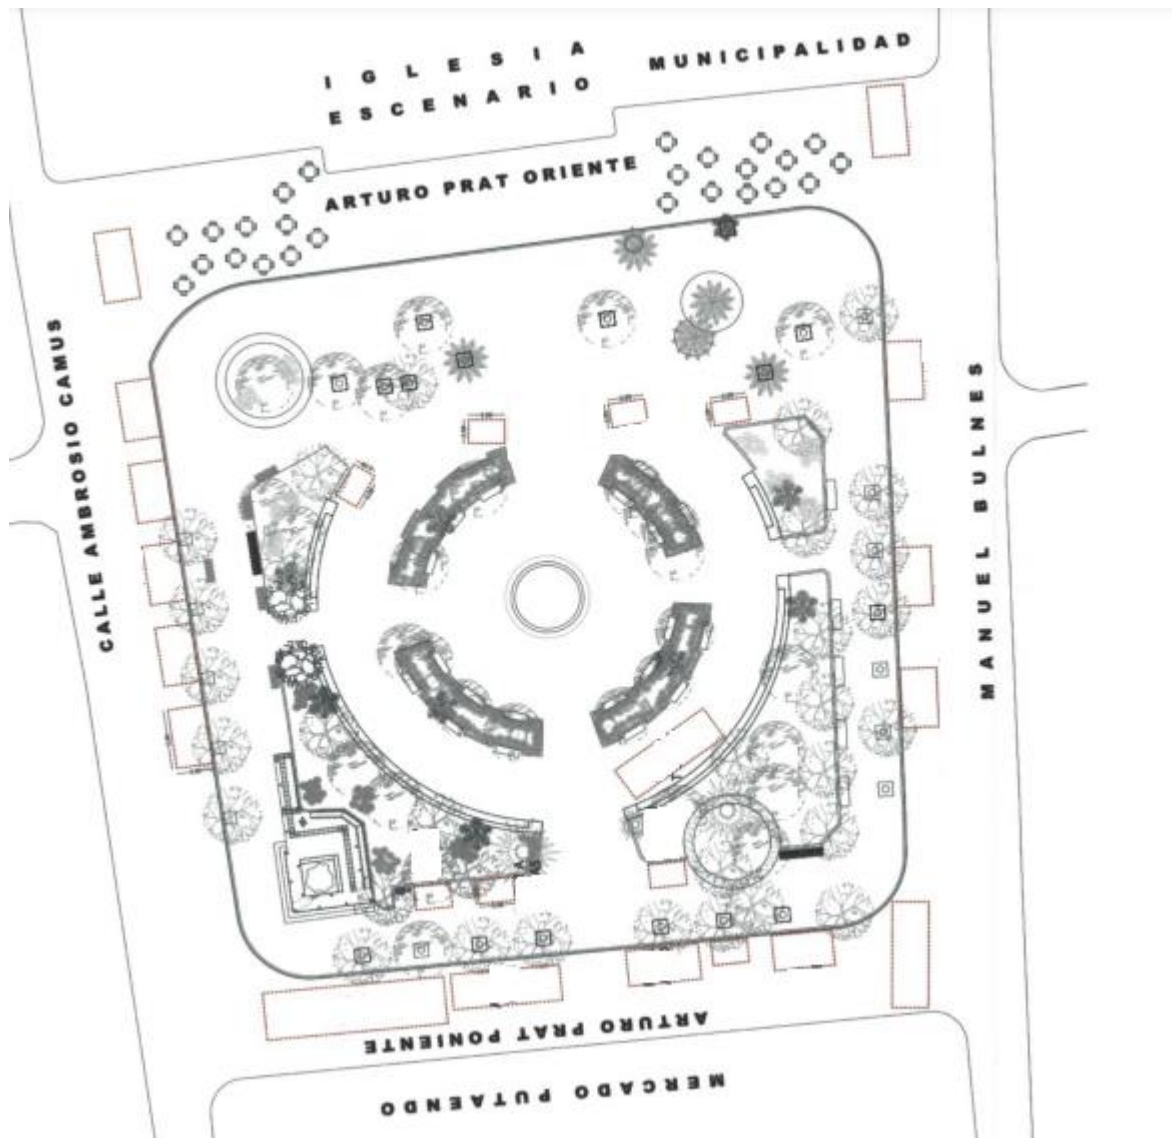 IGLESIA
ESCENARIO
MUNICIPALIDAD
ARTURO PRAT ORIENTE
CALLE AMBROSIO CAMUS
MANUEL BULNES
ARTURO PRAT PONIENTE
MERCADO PUTAENDO